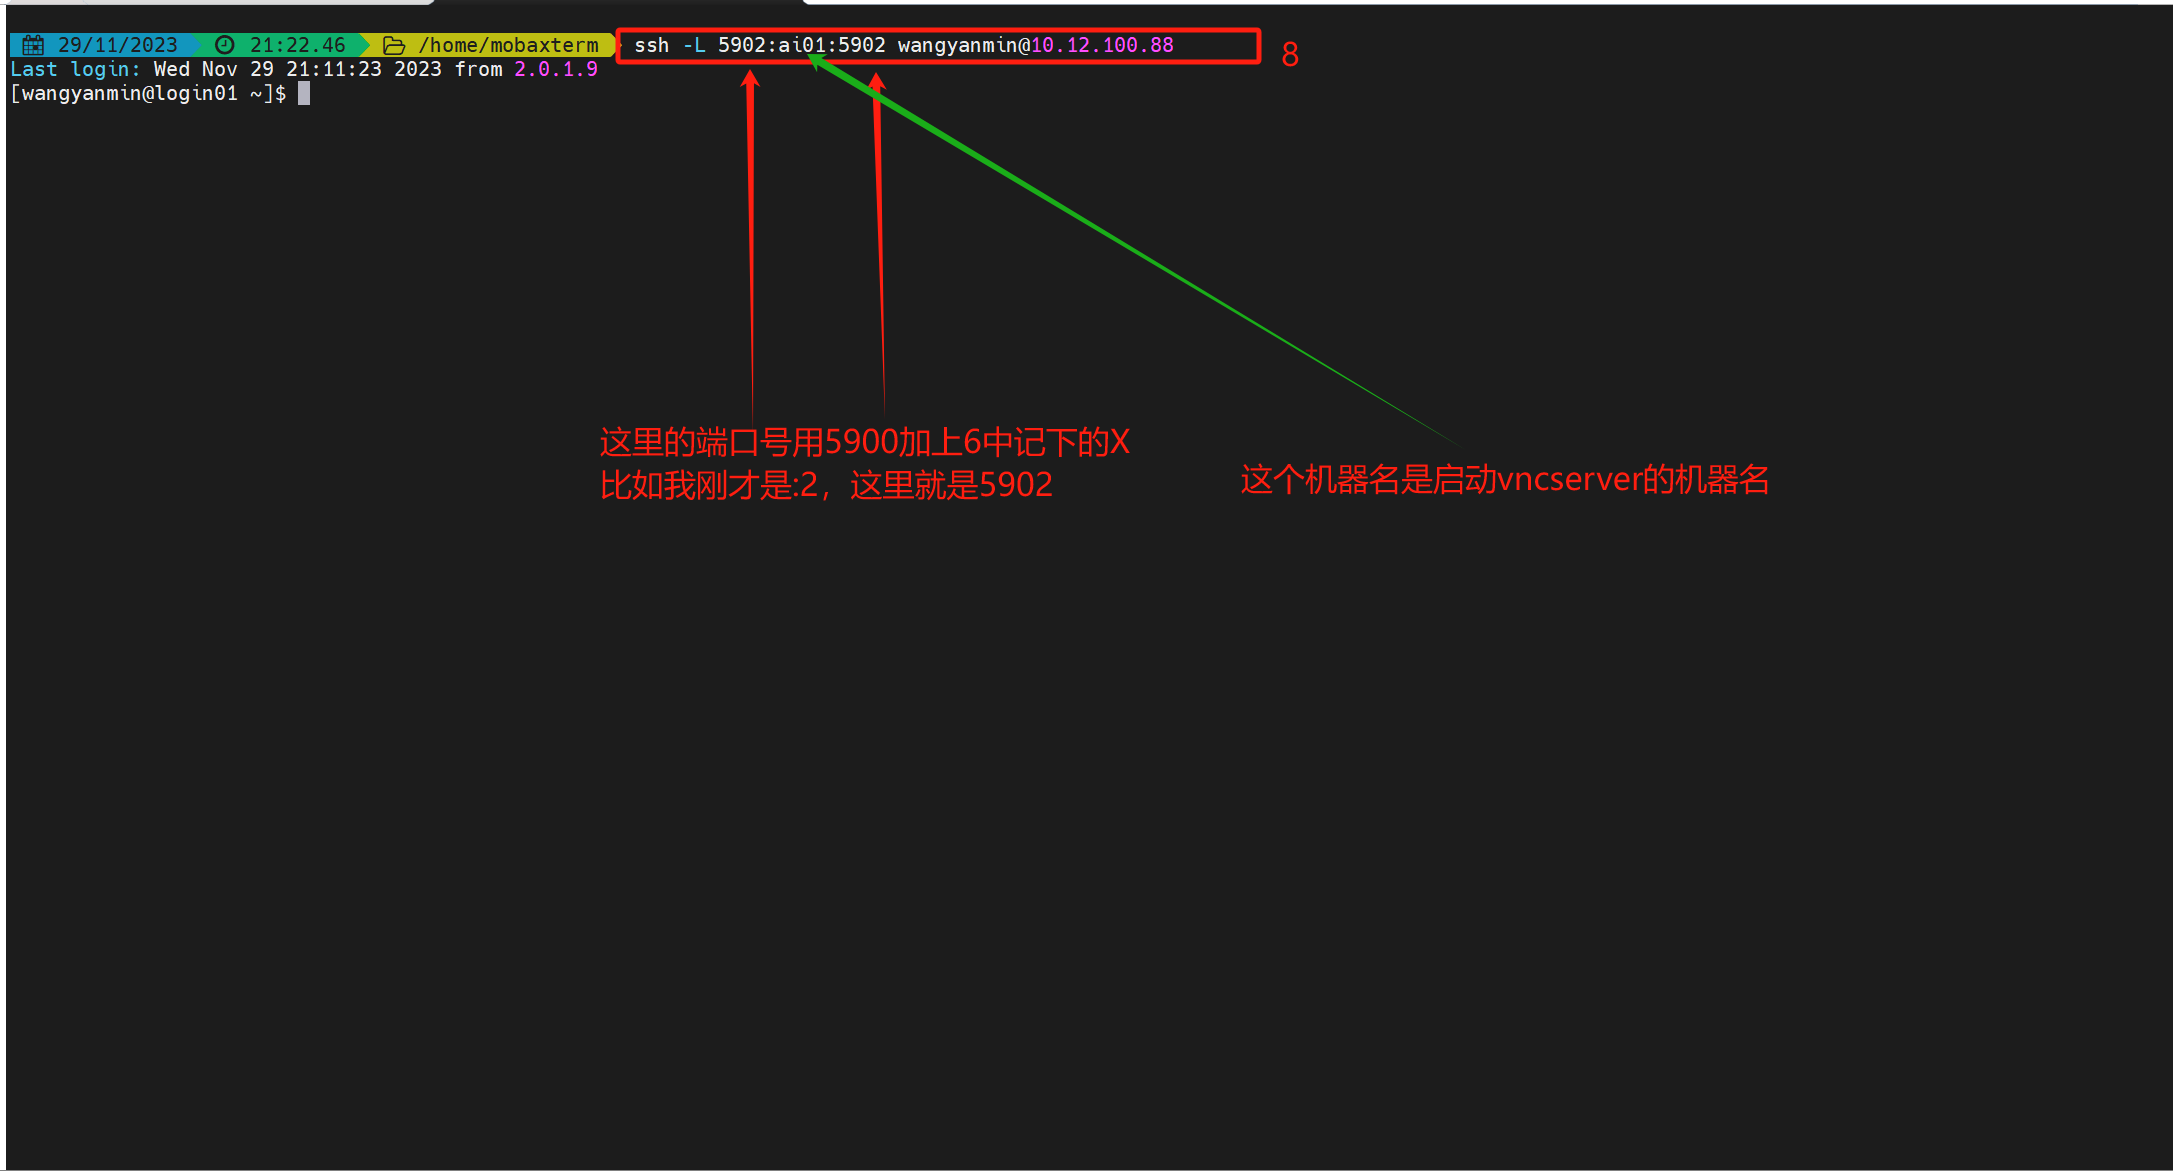 29/11/2023 21:22.46 /home/mobaxterm ssh -L 5902:ai01:5902 wangyanmin@10.12.100.88
8
Last login: Wed Nov 29 21:11:23 2023 from 2.0.1.9
[wangyanmin@login01 ~]$
这里的端口号用5900加上6中记下的X
比如我刚才是:2，这里就是5902
这个机器名是启动vncserver的机器名